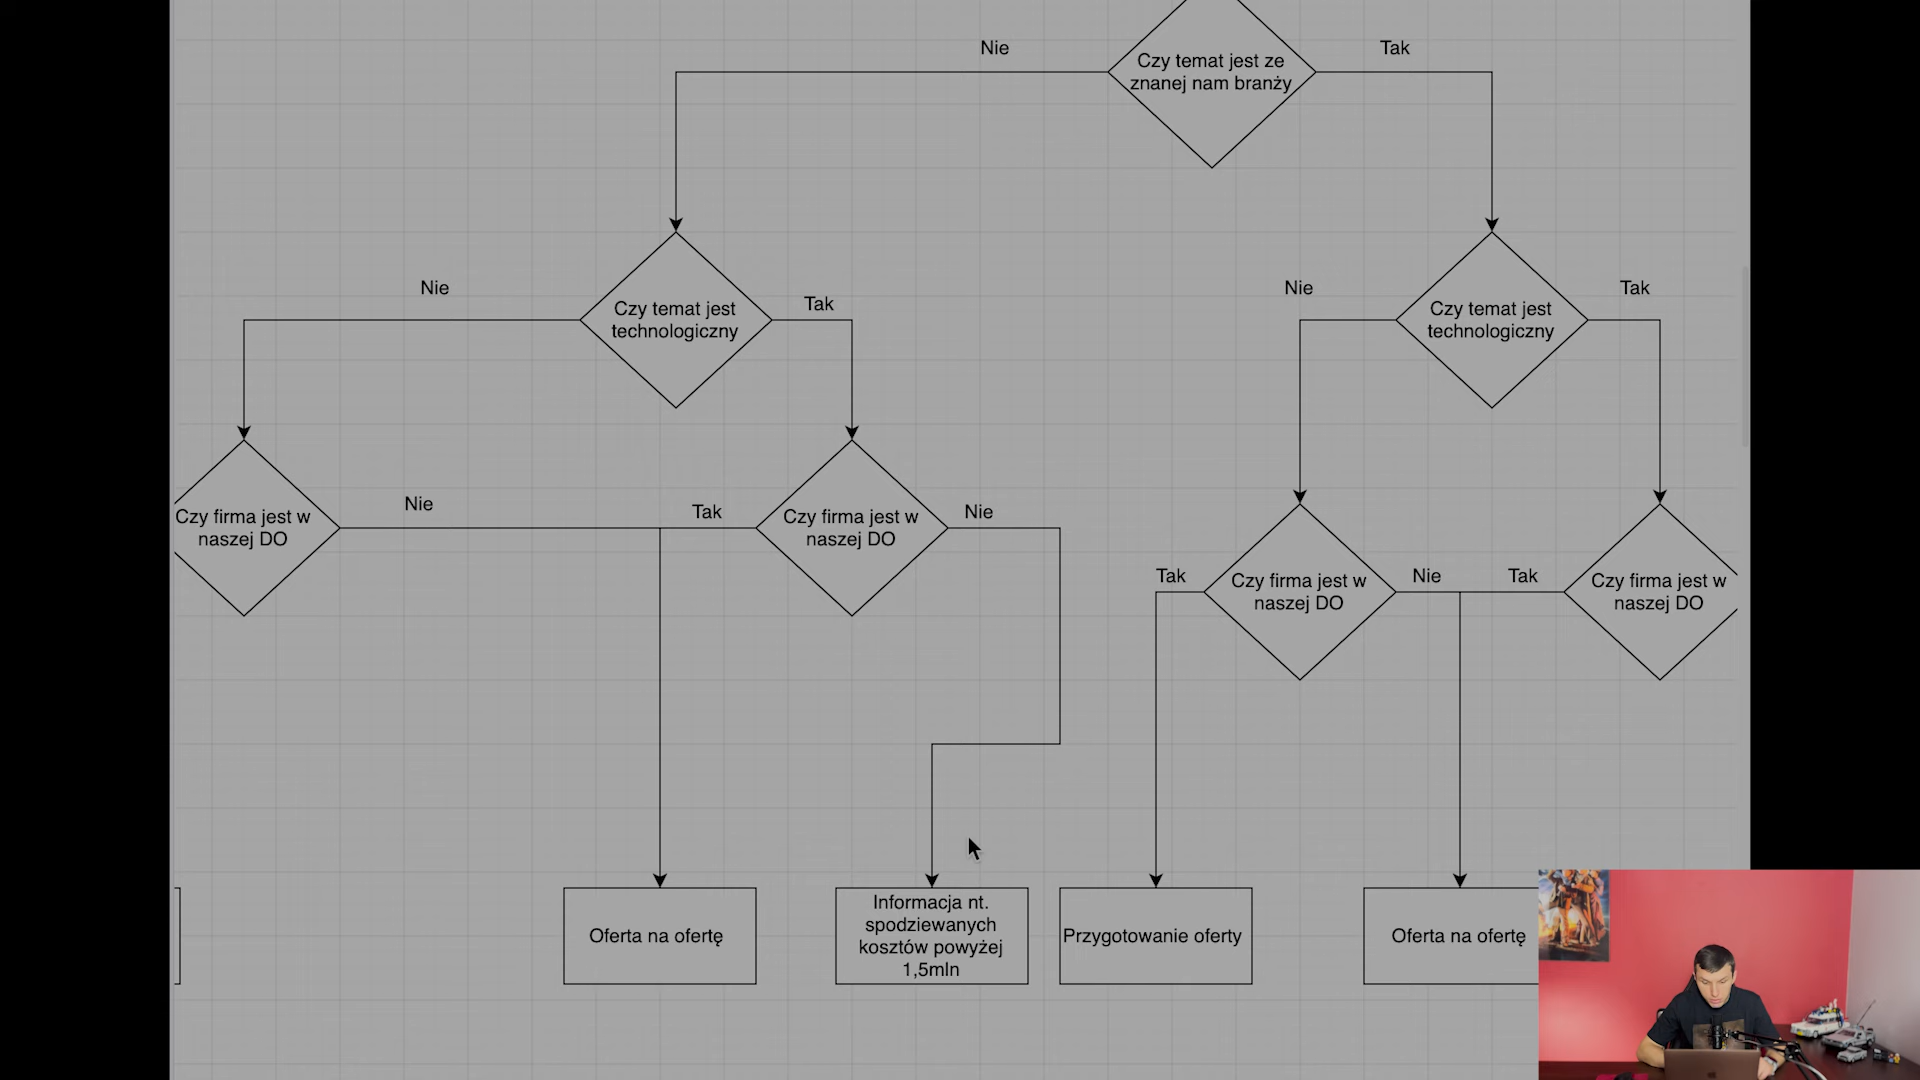 Nie
Tak
Czy temat jest ze
znanej nam branży
Nie
Czy temat jest
technologiczny
Tak
Nie
Czy temat jest
technologiczny
Tak
Czy firma jest w
naszej DO
Nie
Tak
Czy firma jest w
naszej DO
Nie
Tak
Czy firma jest w
naszej DO
Nie
Tak
Czy firma jest w
naszej DO
Oferta na ofertę
Informacja nt.
spodziewanych
kosztów powyżej
1,5mln
Przygotowanie oferty
Oferta na ofertę